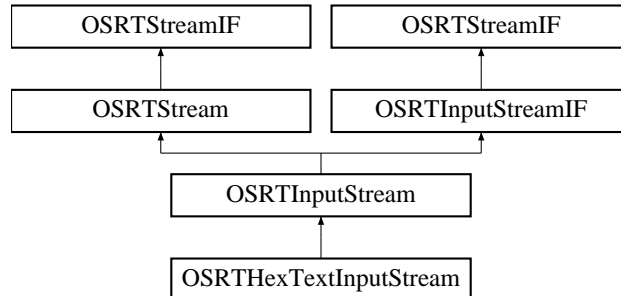 OSRTStreamIF
OSRTStreamIF
OSRTStream
OSRTInputStreamIF
OSRTInputStream
OSRTHexTextInputStream